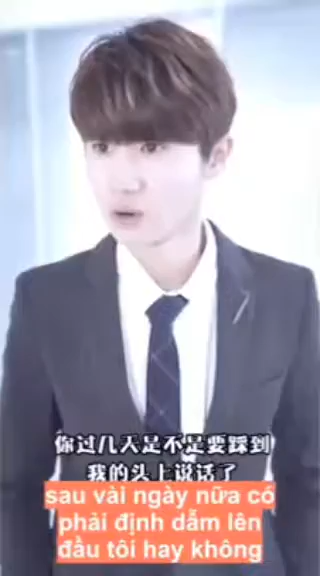 你过几天是不是要踩到
我的头上说话了
sau vài ngày nữa có
phải định dẫm lên
đầu tôi hay không